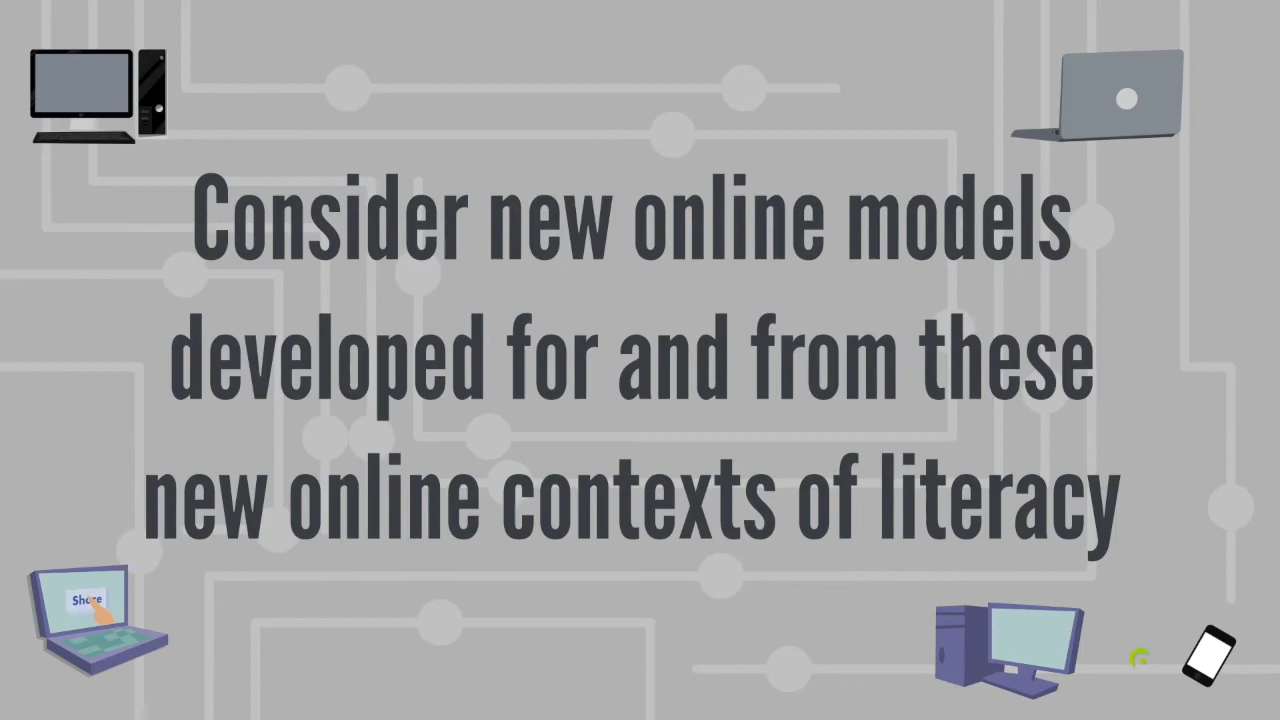 Consider new online models
developed for and from these
new online contexts of literacy
Share